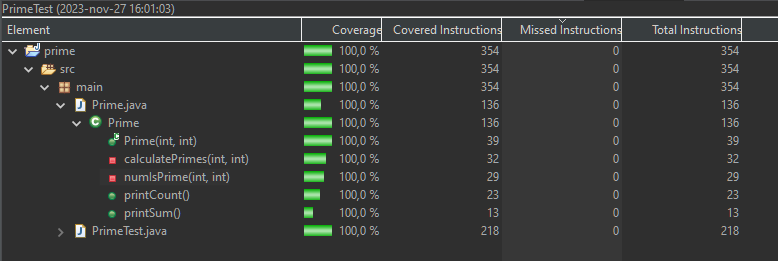 PrimeTest (2023-nov-27 16:01:03)
Element Coverage Covered Instructions Missed Instructions Total Instructions
prime 100,0 % 354 0 354
src 100,0 % 354 0 354
main 100,0 % 354 0 354
Prime.java 100,0 % 136 0 136
Prime 100,0 % 136 0 136
Prime(int, int) 100,0 % 39 0 39
calculatePrimes(int, int) 100,0 % 32 0 32
numIsPrime(int, int) 100,0 % 29 0 29
printCount() 100,0 % 23 0 23
printSum() 100,0 % 13 0 13
PrimeTest.java 100,0 % 218 0 218